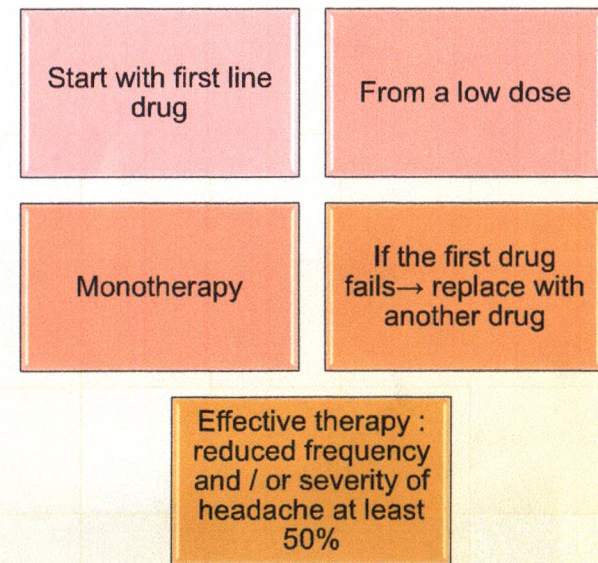 Start with first line
drug
From a low dose
Monotherapy
If the first drug
fails→ replace with
another drug
Effective therapy :
reduced frequency
and / or severity of
headache at least
50%